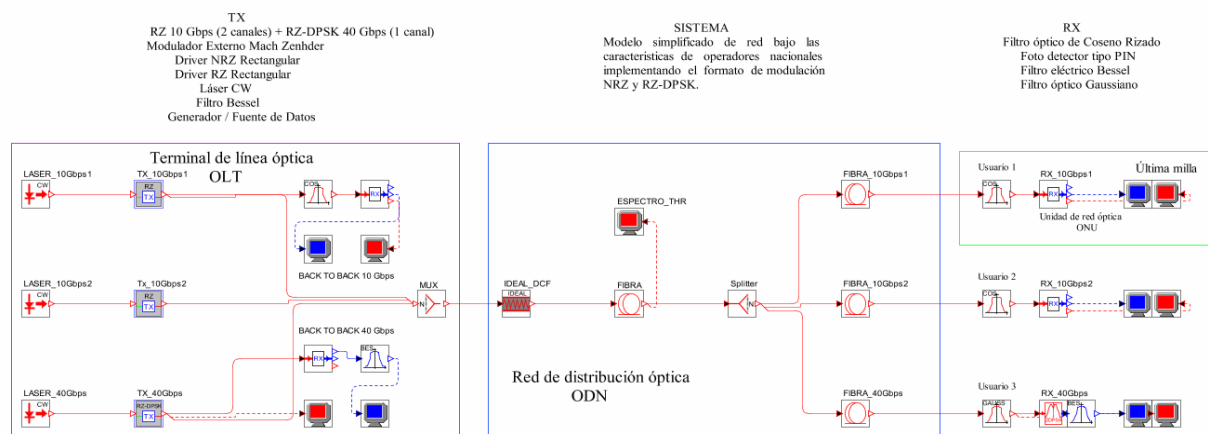 TX
RZ 10 Gbps (2 canales) + RZ-DPSK 40 Gbps (1 canal)
Modulador Externo Mach Zenhder
Driver NRZ Rectangular
Driver RZ Rectangular
Láser CW
Filtro Bessel
Generador / Fuente de Datos
SISTEMA
Modelo simplificado de red bajo las
caracteristicas de operadores nacionales
implementando el formato de modulación
NRZ y RZ-DPSK.
RX
Filtro óptico de Coseno Rizado
Foto detector tipo PIN
Filtro eléctrico Bessel
Filtro óptico Gaussiano
Terminal de línea óptica
OLT
LASER_10Gbps1
CW
TX_10Gbps1
RZ
TX
COS
RX
BACK TO BACK 10 Gbps
LASER_10Gbps2
CW
Tx_10Gbps2
RZ
TX
MUX
N
BACK TO BACK 40 Gbps
RX
BES
LASER_40Gbps
CW
TX_40Gbps
RZ-DPSK
TX
IDEAL_DCF
IDEAL
ESPECTRO_THR
FIBRA
Splitter
N
FIBRA_10Gbps1
FIBRA_10Gbps2
FIBRA_40Gbps
Red de distribución óptica
ODN
Usuario 1
COS
RX_10Gbps1
RX
Última milla
Unidad de red óptica
ONU
Usuario 2
COS
RX_10Gbps2
RX
Usuario 3
GAUSS
RX_40Gbps
BES